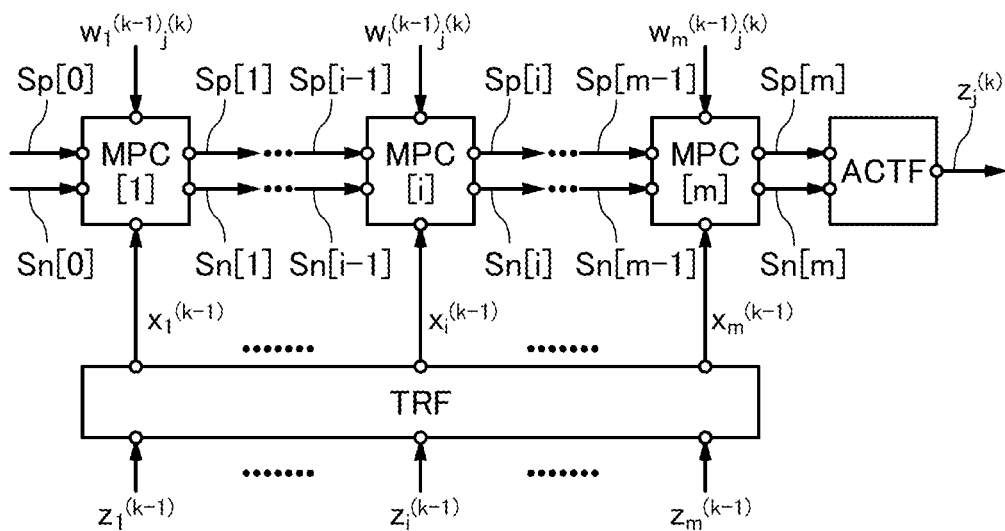 w₁⁽ᵏ⁻¹⁾ⱼ⁽ᵏ⁾ wᵢ⁽ᵏ⁻¹⁾ⱼ⁽ᵏ⁾ wₘ⁽ᵏ⁻¹⁾ⱼ⁽ᵏ⁾
Sp[0] Sp[1] Sp[i−1] Sp[i] Sp[m−1] Sp[m] zⱼ⁽ᵏ⁾
MPC MPC MPC ACTF
[1] [i] [m]
Sn[0] Sn[1] Sn[i−1] Sn[i] Sn[m−1] Sn[m]
x₁⁽ᵏ⁻¹⁾ xᵢ⁽ᵏ⁻¹⁾ xₘ⁽ᵏ⁻¹⁾
TRF
z₁⁽ᵏ⁻¹⁾ zᵢ⁽ᵏ⁻¹⁾ zₘ⁽ᵏ⁻¹⁾